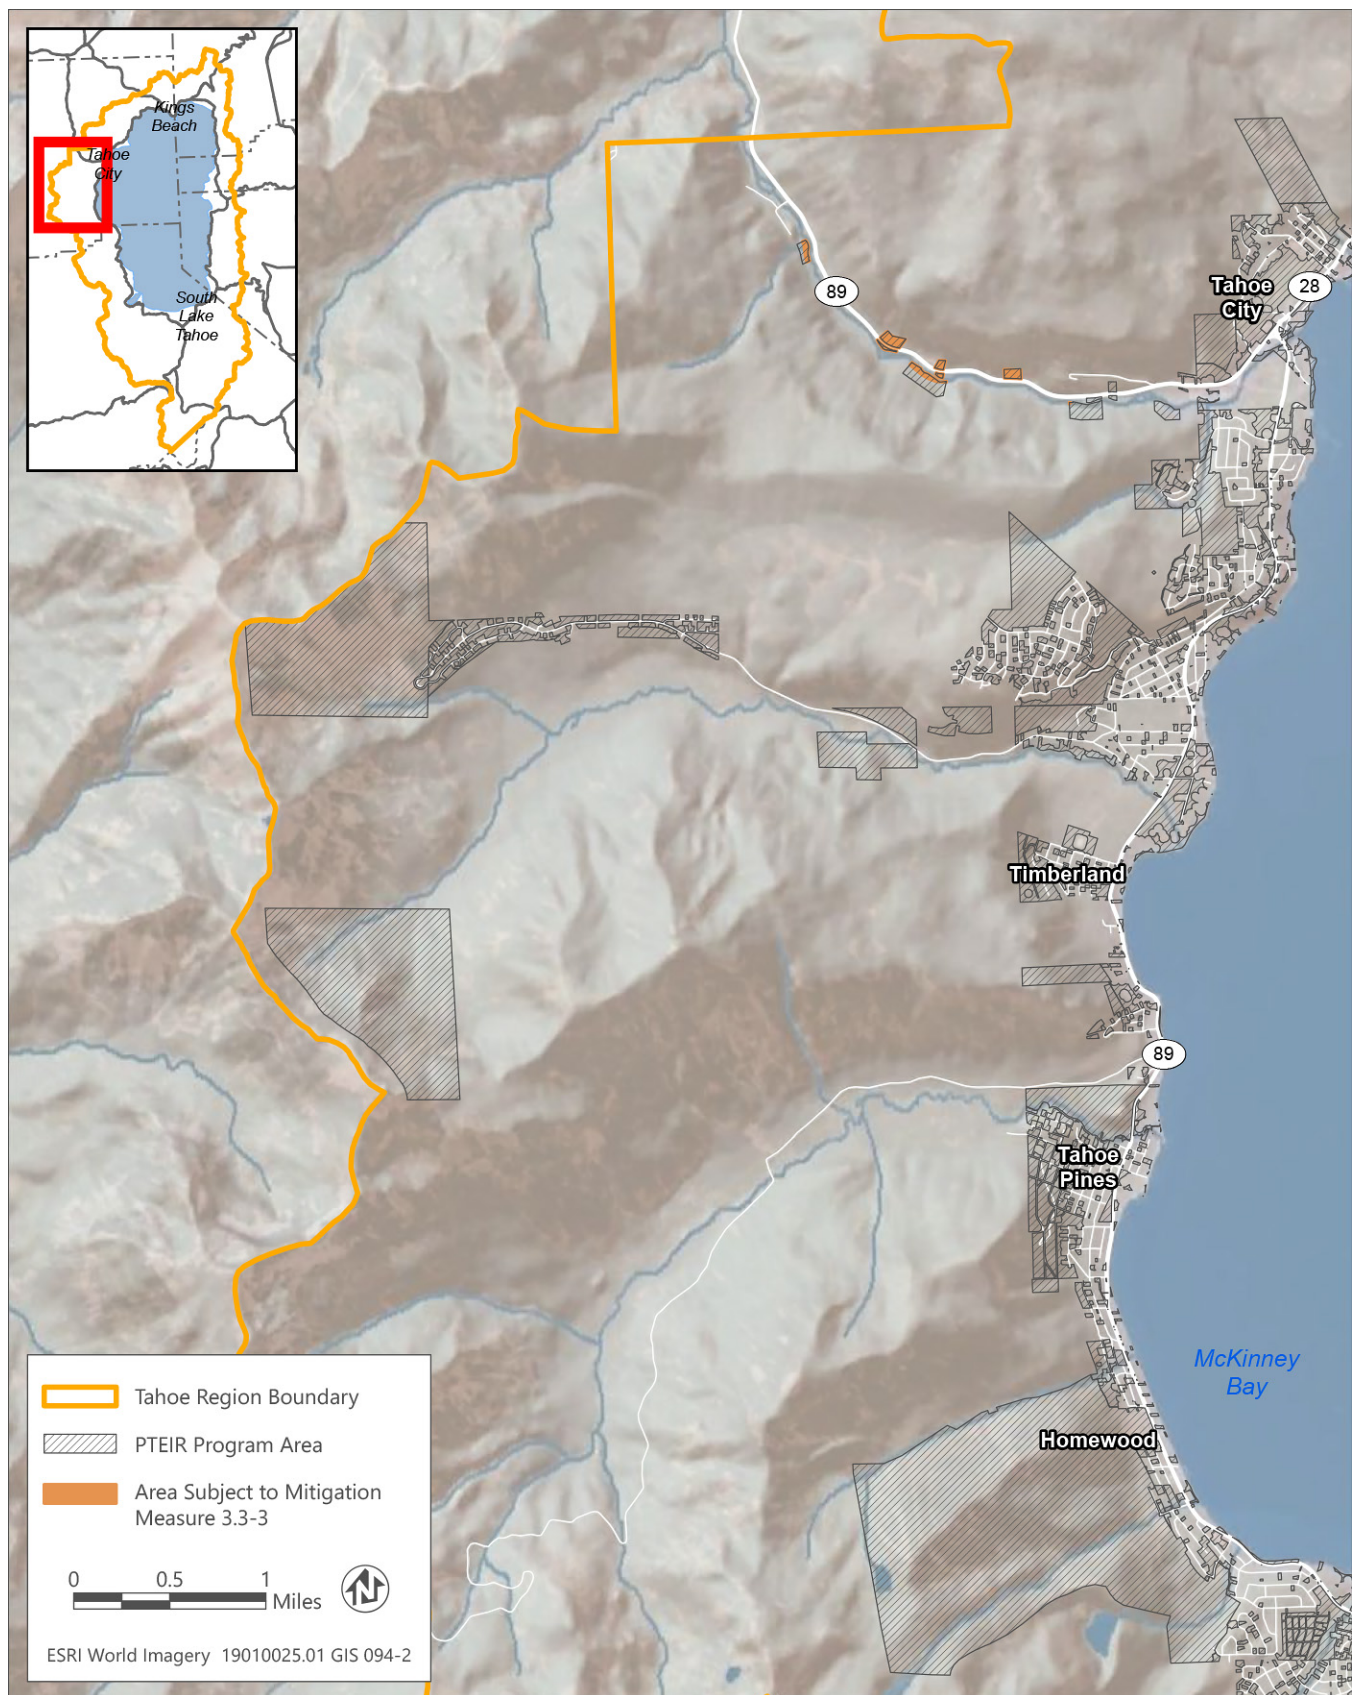 Kings
Beach
Tahoe
City
South
Lake
Tahoe
89
28
Tahoe
City
Timberland
89
Tahoe
Pines
McKinney
Bay
Homewood
Tahoe Region Boundary
PTEIR Program Area
Area Subject to Mitigation
Measure 3.3-3
0 0.5 1
Miles
N
ESRI World Imagery 19010025.01 GIS 094-2